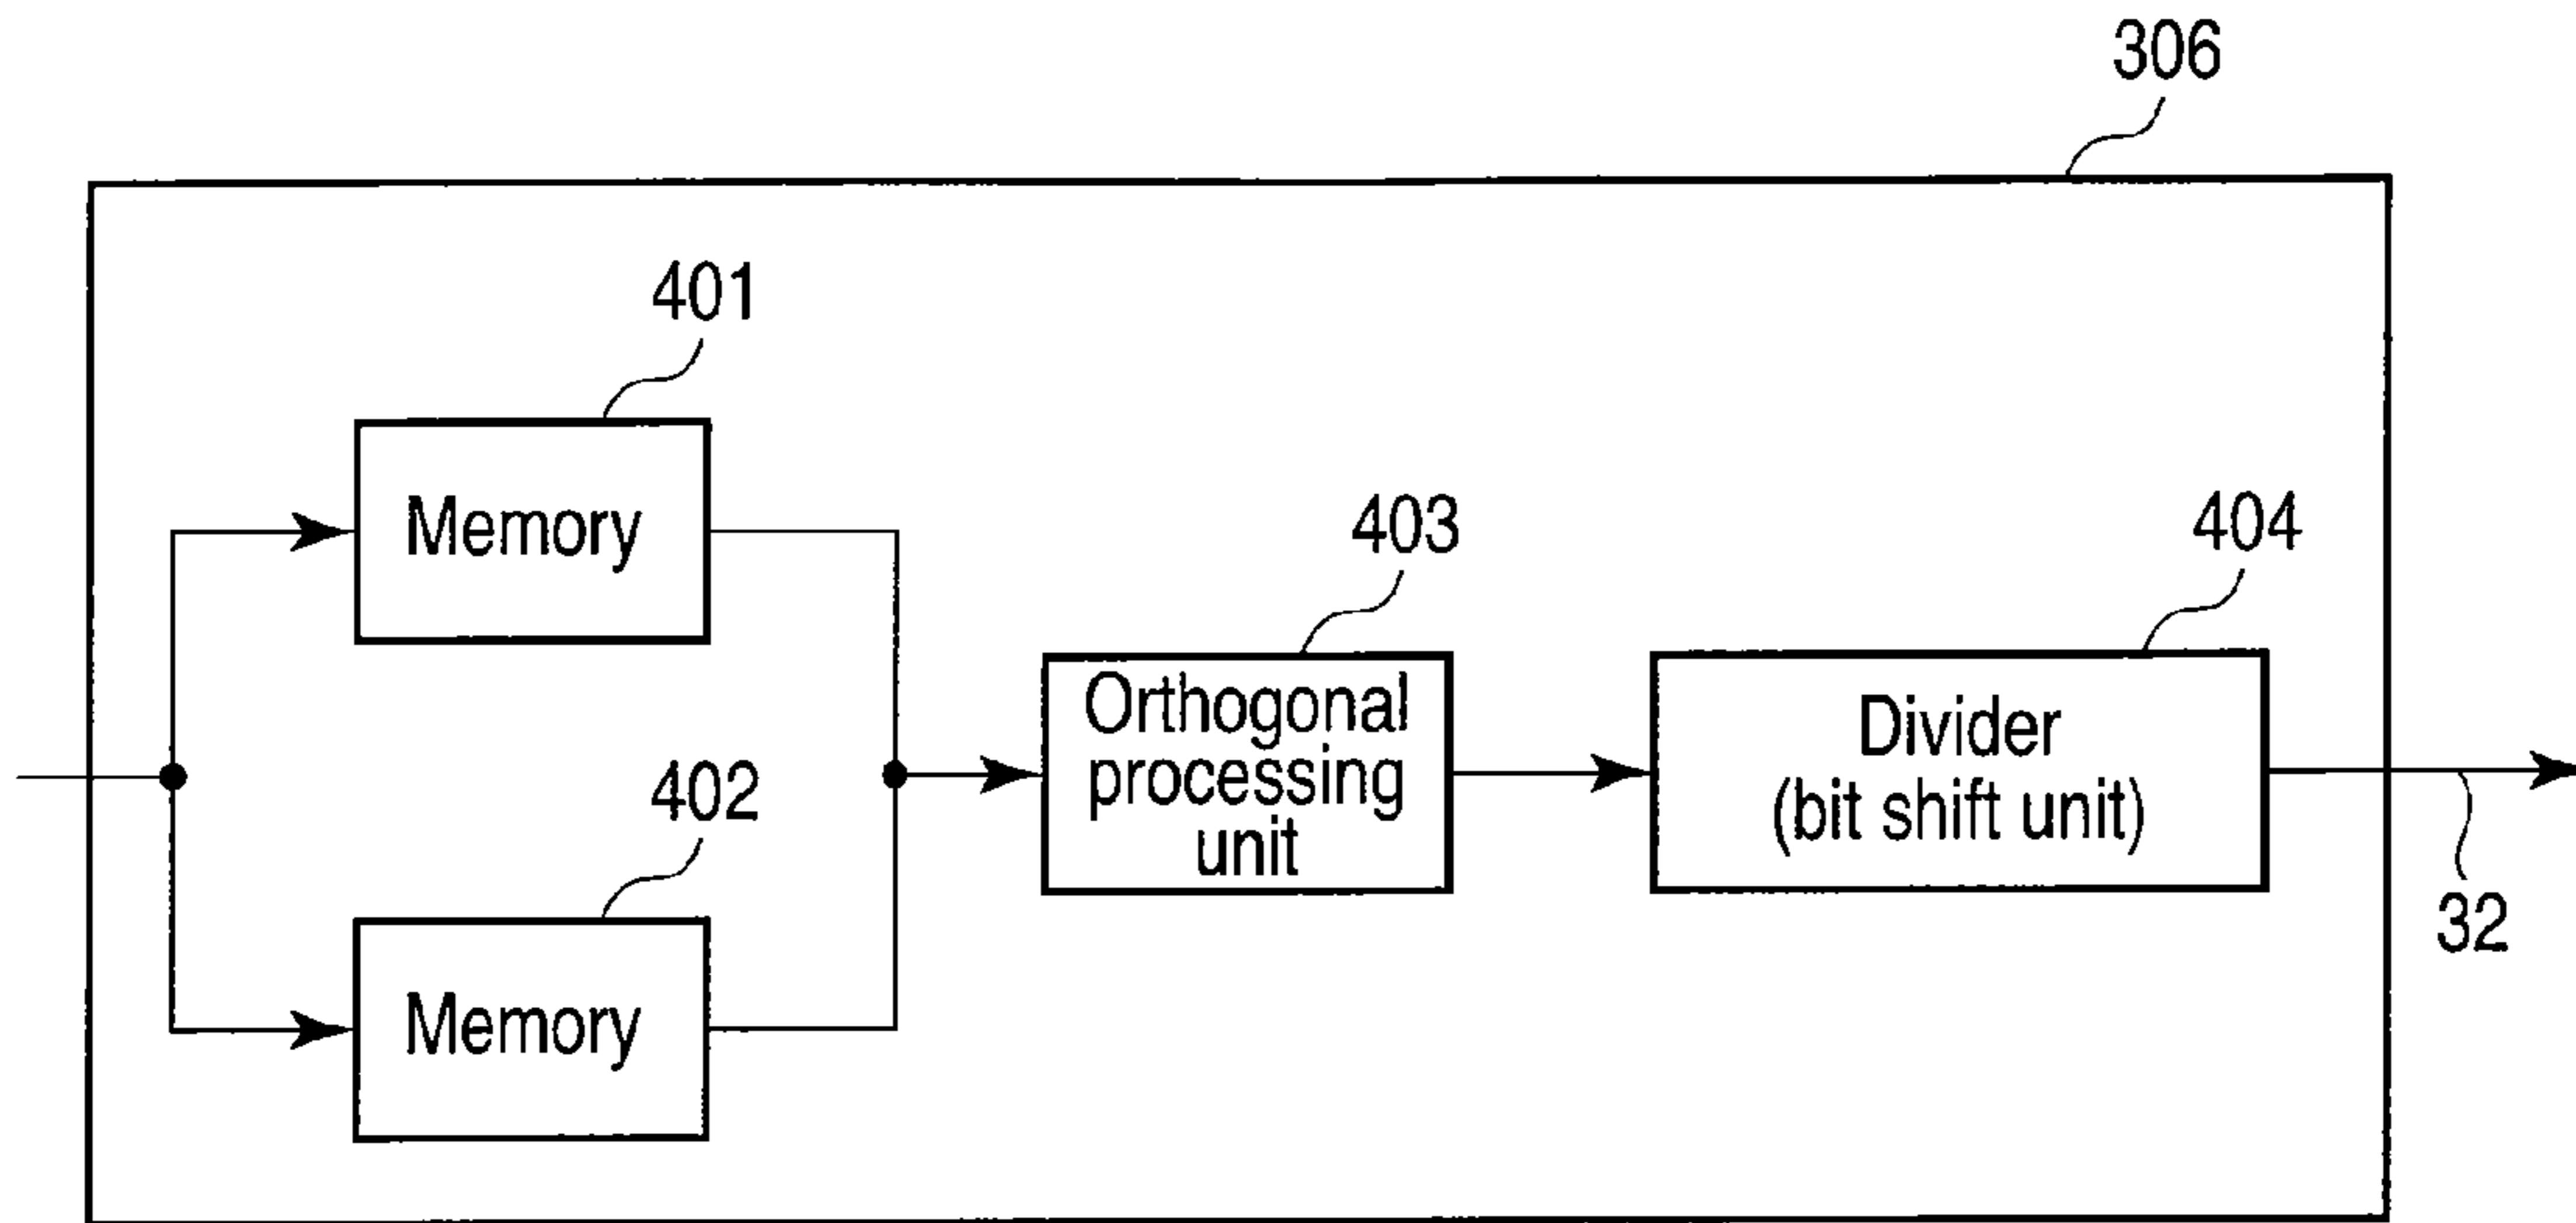 306
401
Memory
402
Memory
403
Orthogonal
processing
unit
404
Divider
(bit shift unit)
32